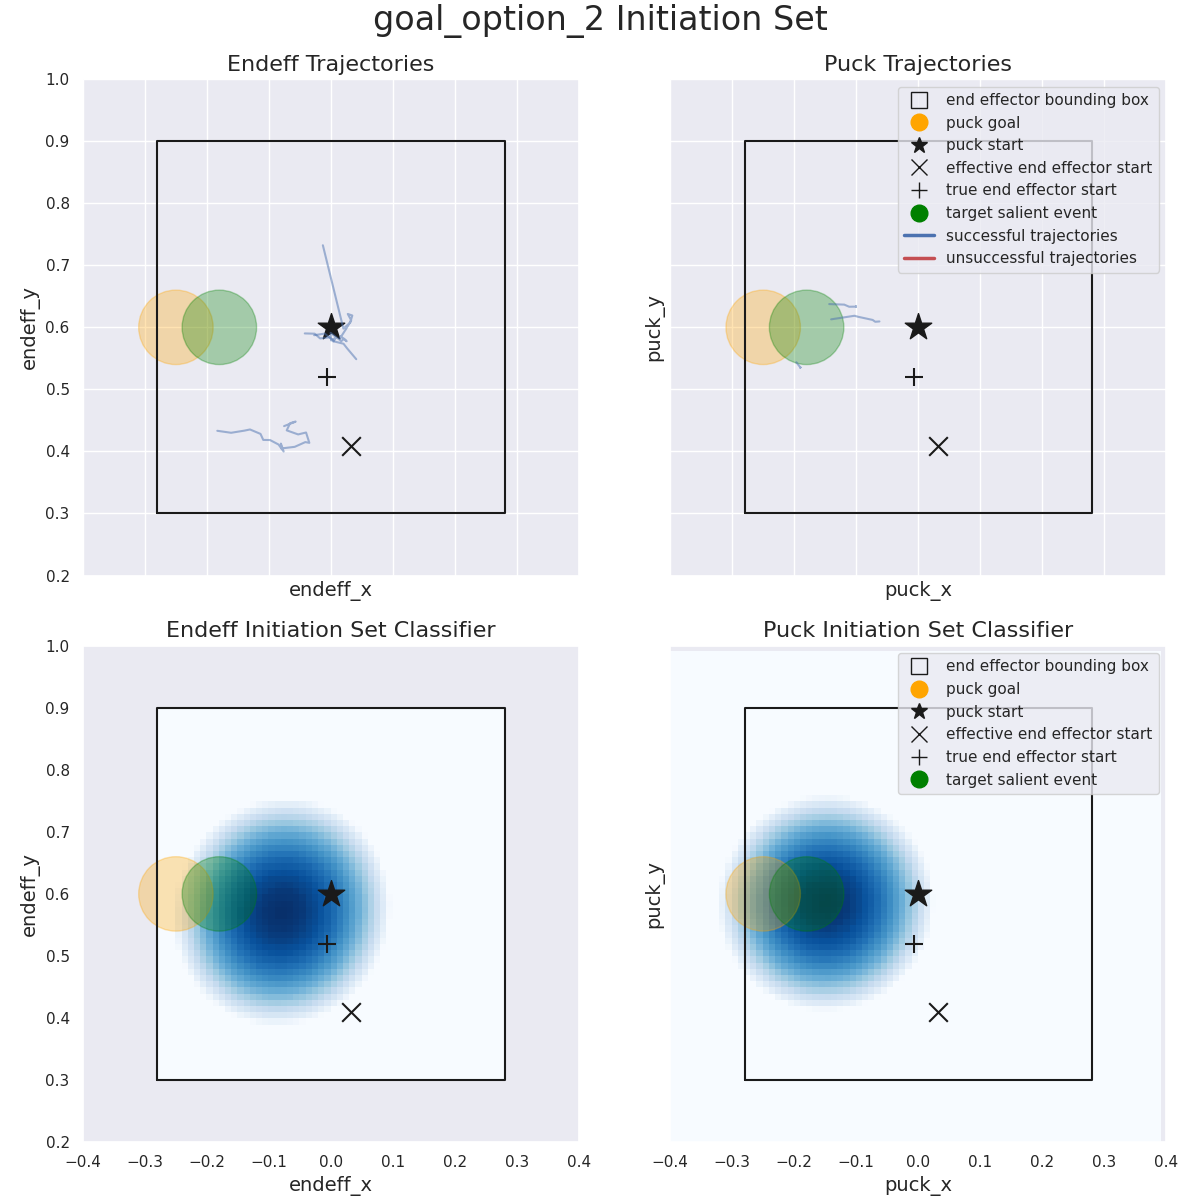 goal_option_2 Initiation Set
Endeff Trajectories
1.0
0.9
0.8
0.7
0.6
0.5
0.4
0.3
0.2
endeff_y
endeff_x
Puck Trajectories
end effector bounding box
puck goal
puck start
effective end effector start
true end effector start
target salient event
successful trajectories
unsuccessful trajectories
puck_y
puck_x
Endeff Initiation Set Classifier
1.0
0.9
0.8
0.7
0.6
0.5
0.4
0.3
0.2
endeff_y
−0.4 −0.3 −0.2 −0.1 0.0 0.1 0.2 0.3 0.4
endeff_x
Puck Initiation Set Classifier
end effector bounding box
puck goal
puck start
effective end effector start
true end effector start
target salient event
puck_y
−0.4 −0.3 −0.2 −0.1 0.0 0.1 0.2 0.3 0.4
puck_x